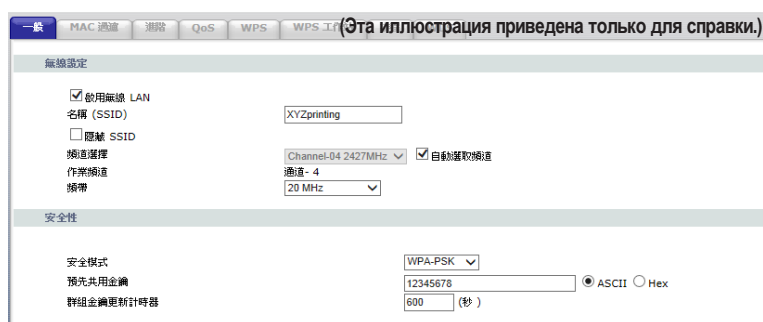 一般 MAC 過濾 進階 QoS WPS WPS (Эта иллюстрация приведена только для справки.)
無線設定
啟用無線 LAN
名稱 (SSID) XYZprinting
隱藏 SSID
頻道選擇 Channel-04 2427MHz 自動選取頻道
作業頻道 通道- 4
頻帶 20 MHz
安全性
安全模式 WPA-PSK
預先共用金鑰 12345678 ASCII Hex
群組金鑰更新計時器 600 (秒 )